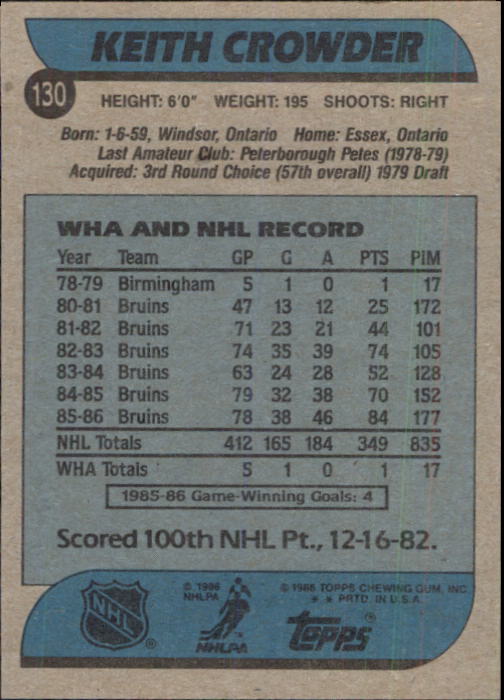 KEITH CROWDER
130
HEIGHT: 6'0" WEIGHT: 195 SHOOTS: RIGHT
Born: 1-6-59, Windsor, Ontario Home: Essex, Ontario
Last Amateur Club: Peterborough Petes (1978-79)
Acquired: 3rd Round Choice (57th overall) 1979 Draft
WHA AND NHL RECORD
Year Team GP G A PTS PIM
78-79 Birmingham 5 1 0 1 17
80-81 Bruins 47 13 12 25 172
81-82 Bruins 71 23 21 44 101
82-83 Bruins 74 35 39 74 105
83-84 Bruins 63 24 28 52 128
84-85 Bruins 79 32 38 70 152
85-86 Bruins 78 38 46 84 177
NHL Totals 412 165 184 349 835
WHA Totals 5 1 0 1 17
1985-86 Game-Winning Goals: 4
Scored 100th NHL Pt., 12-16-82.
NHL ®
© 1986
NHLPA
NHLPA
© 1986 TOPPS CHEWING GUM, INC.
* * PRTD. IN U.S.A.
Topps ®